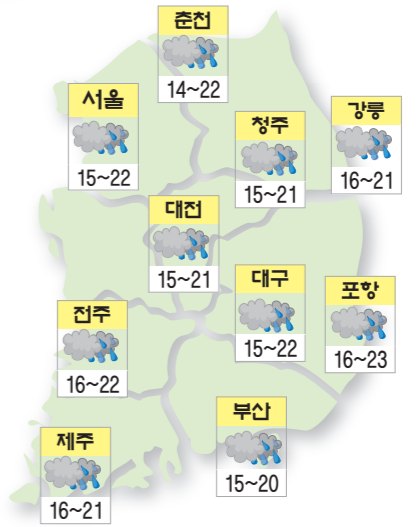 춘천
14~22
서울
15~22
청주
15~21
강릉
16~21
대전
15~21
대구
15~22
포항
16~23
전주
16~22
부산
15~20
제주
16~21